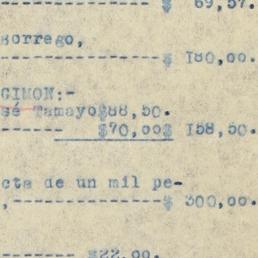 ---------------$ 69,57.
Borrego,
---------------$ 180,00.
CIMON:-
sé Tamayo$88,50.
------ $70,00$ 158,50.
cta de un mil pe-
,---------------$ 300,00.
-------- $22,00.